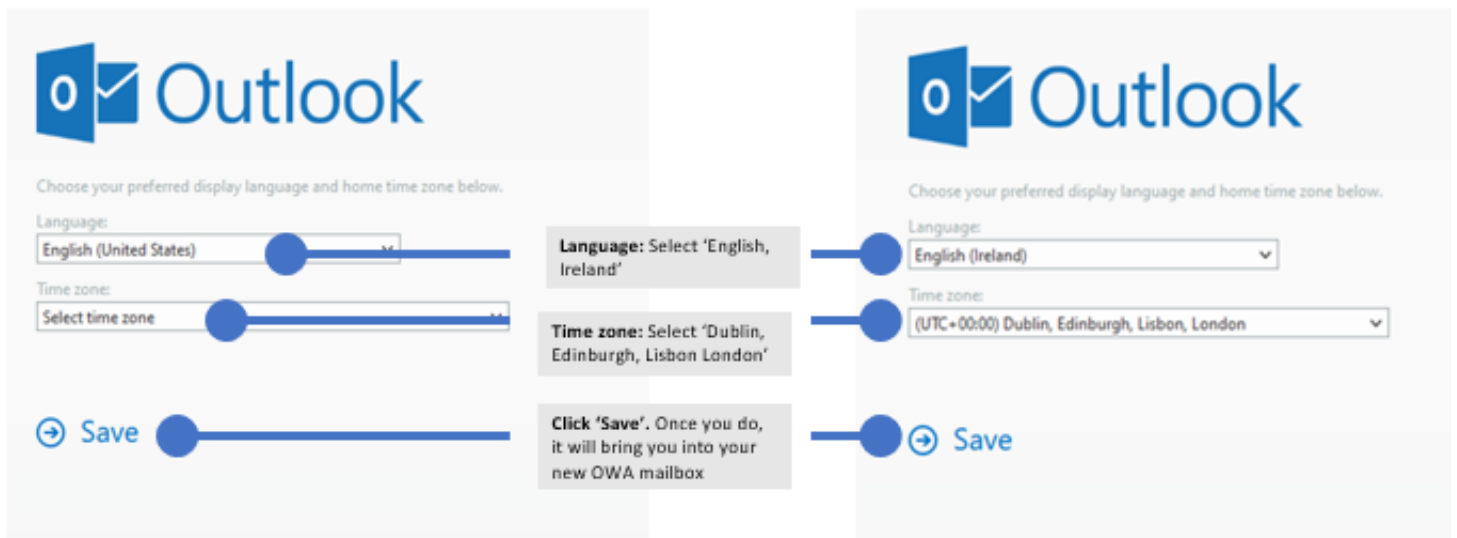 Outlook
Choose your preferred display language and home time zone below.
Language:
English (United States)
Time zone:
Select time zone
Save
Language: Select ‘English,
Ireland’
Time zone: Select ‘Dublin,
Edinburgh, Lisbon London’
Click ‘Save’. Once you do,
it will bring you into your
new OWA mailbox
Outlook
Choose your preferred display language and home time zone below.
Language:
English (Ireland)
Time zone:
(UTC+00:00) Dublin, Edinburgh, Lisbon, London
Save